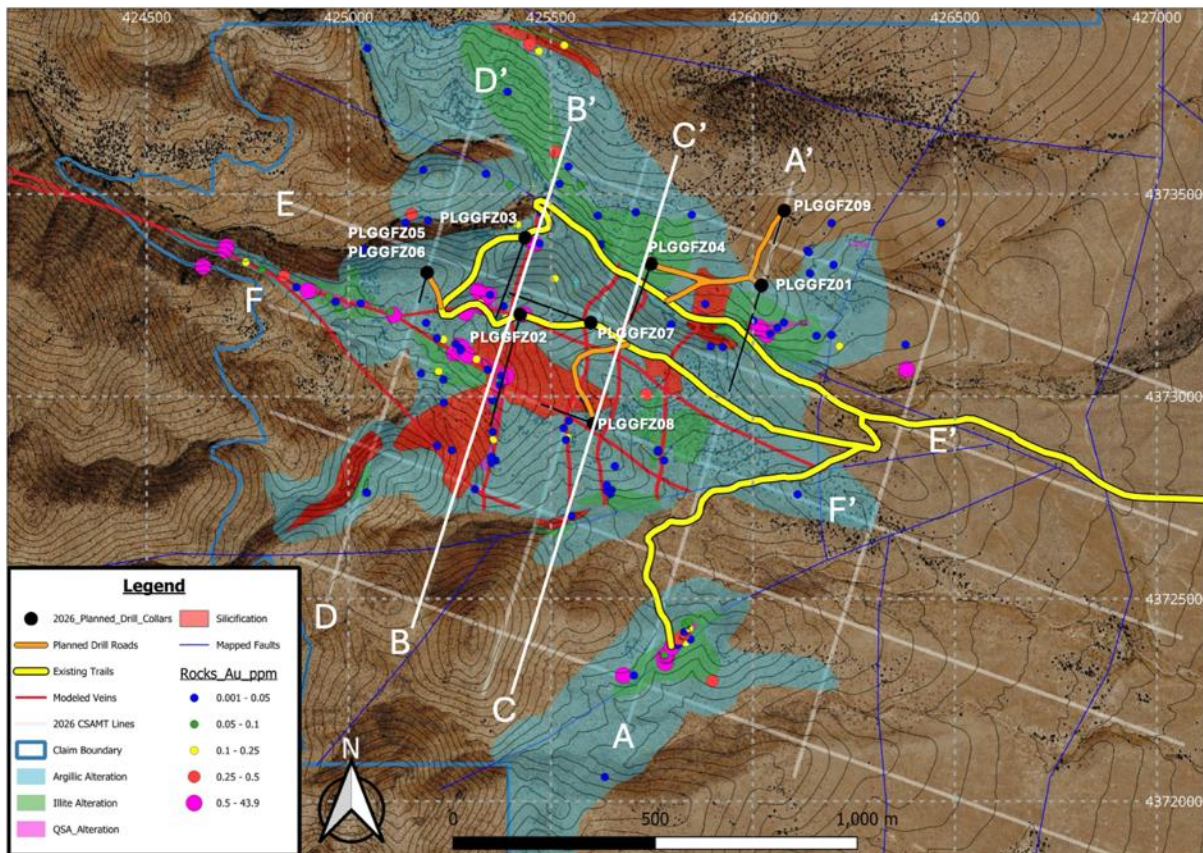 424500 425000 425500 426000 426500 427000
D'
B'
C'
A'
E
PLGGFZ03
PLGGFZ09
4373500
PLGGFZ05
PLGGFZ06
PLGGFZ04
PLGGFZ01
F
PLGGFZ02
PLGGFZ07
4373000
PLGGFZ08
E'
F'
4372500
D
B
C
A
4372000
Legend
2026_Planned_Drill_Collars
Planned Drill Roads
Existing Trails
Modeled Veins
2026 CSAMT Lines
Claim Boundary
Argillic Alteration
Illite Alteration
QSA_Alteration
Silicification
Mapped Faults
Rocks_Au_ppm
0.001 - 0.05
0.05 - 0.1
0.1 - 0.25
0.25 - 0.5
0.5 - 43.9
N
0 500 1,000 m